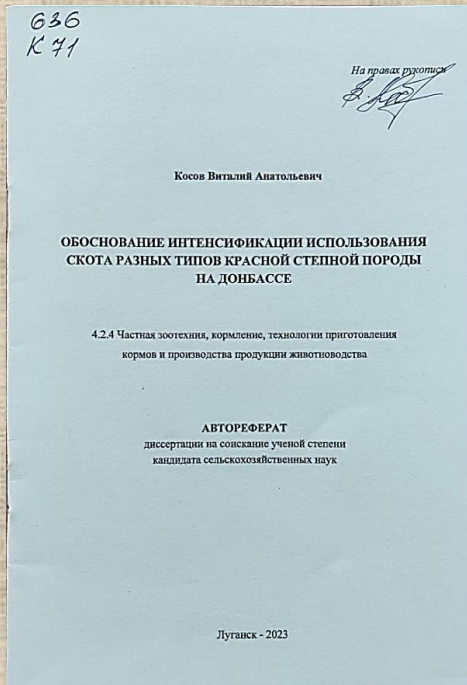 636
К 71
На правах рукописи
Косов Виталий Анатольевич
ОБОСНОВАНИЕ ИНТЕНСИФИКАЦИИ ИСПОЛЬЗОВАНИЯ
СКОТА РАЗНЫХ ТИПОВ КРАСНОЙ СТЕПНОЙ ПОРОДЫ
НА ДОНБАССЕ
4.2.4 Частная зоотехния, кормление, технологии приготовления
кормов и производства продукции животноводства
АВТОРЕФЕРАТ
диссертации на соискание ученой степени
кандидата сельскохозяйственных наук
Луганск - 2023